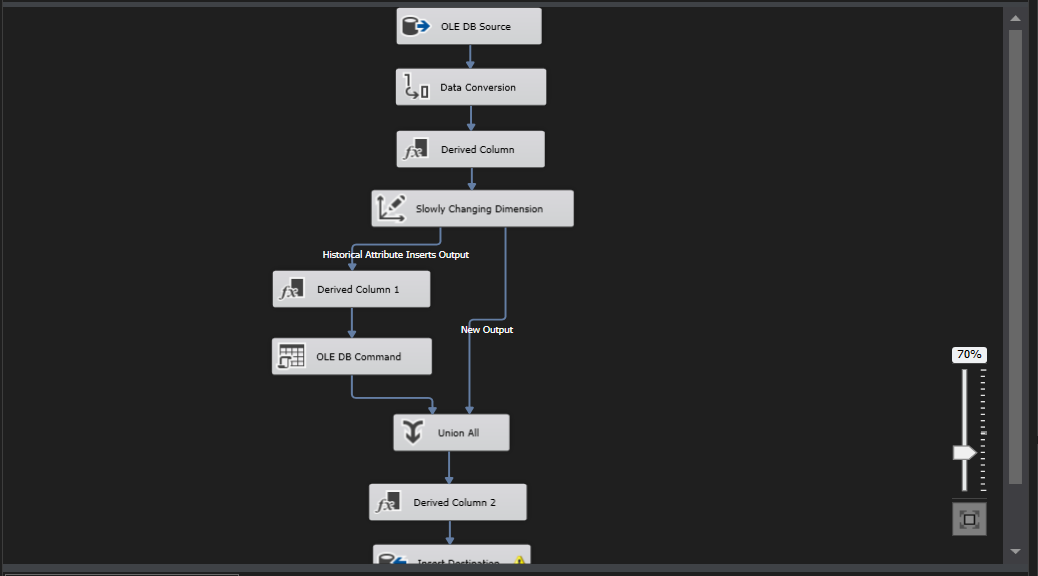 OLE DB Source
Data Conversion
Derived Column
Slowly Changing Dimension
Historical Attribute Inserts Output
Derived Column 1
New Output
OLE DB Command
70%
Union All
Derived Column 2
Insert Destination